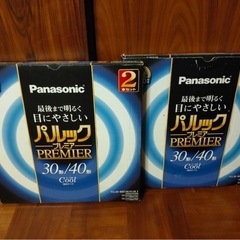 2
Panasonic
最後まで明るく
目にやさしい
パルック
プレミア
PREMIER
30形/40形
Cool
Panasonic
最後まで明るく
目にやさしい
パルック
プレミア
PREMIER
30形/40形
Cool